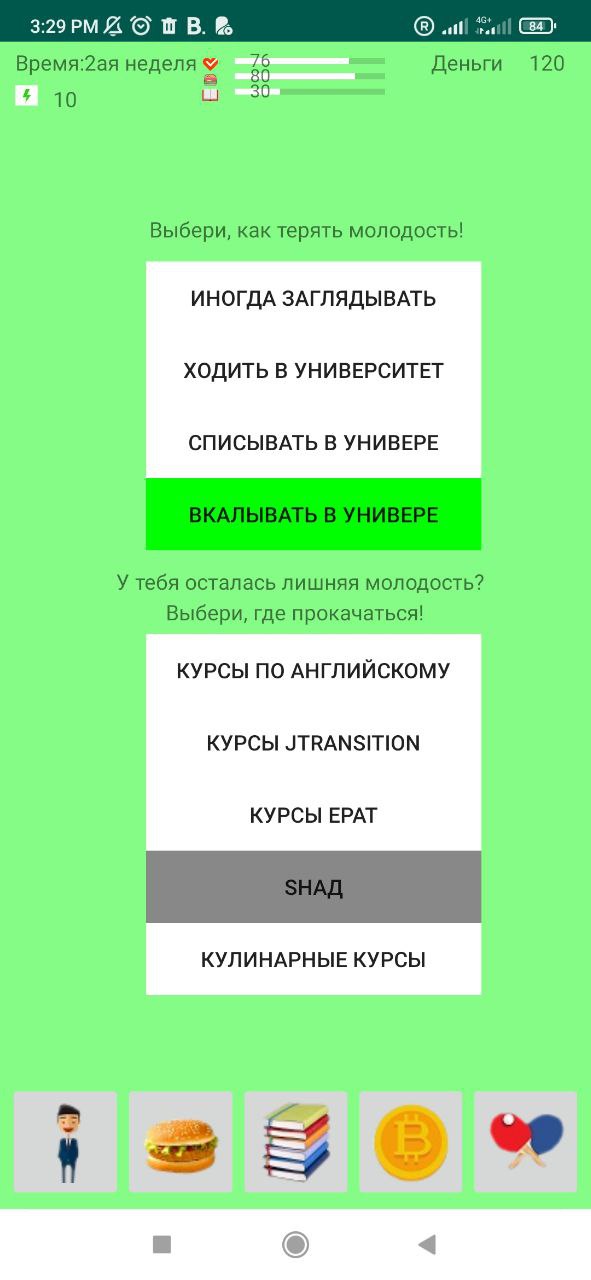 3:29 PM B. R 4G+ 84
Время:2ая неделя 76 Деньги 120
80
30
10
Выбери, как терять молодость!
ИНОГДА ЗАГЛЯДЫВАТЬ
ХОДИТЬ В УНИВЕРСИТЕТ
СПИСЫВАТЬ В УНИВЕРЕ
ВКАЛЫВАТЬ В УНИВЕРЕ
У тебя осталась лишняя молодость?
Выбери, где прокачаться!
КУРСЫ ПО АНГЛИЙСКОМУ
КУРСЫ JTRANSITION
КУРСЫ EPAT
SHАД
КУЛИНАРНЫЕ КУРСЫ